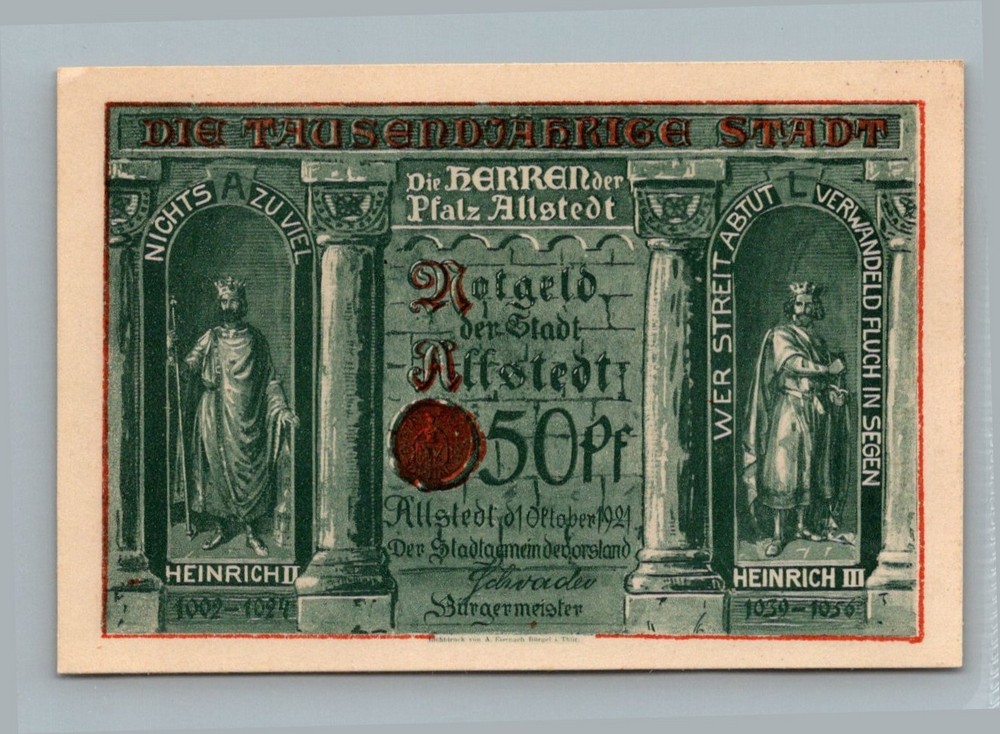 DIE TAUSENDJÄHRIGE STADT
Die HERREN der
Pfalz Allstedt
NICHTS A ZU VIEL
HEINRICH II
1002-1024
Notgeld
der Stadt
Allstedt
50 Pf
Allstedt, d. 1 Oktober 1921
Der Stadtgemeindevorstand
Schrader
Bürgermeister
WER STREIT ABTUT L VERWANDELD FLUCH IN SEGEN
HEINRICH III
1039-1056
von A.